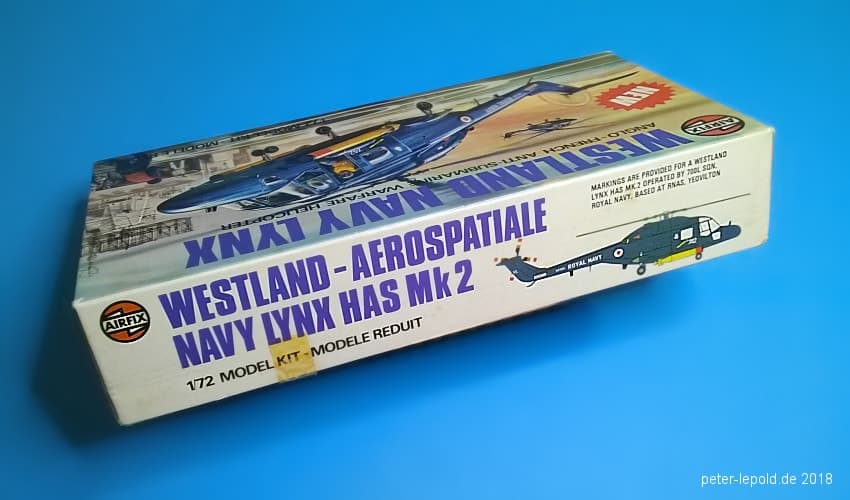 NEW
AIRFIX
WESTLAND NAVY LYNX
ANGLO-FRENCH ANTI-SUBMARINE
WARFARE HELICOPTER
MARKINGS ARE PROVIDED FOR A WESTLAND
LYNX HAS MK.2 OPERATED BY 700L SQN.
ROYAL NAVY, BASED AT RNAS, YEOVILTON
AIRFIX
WESTLAND-AEROSPATIALE
NAVY LYNX HAS Mk 2
1/72 MODEL KIT - MODELE REDUIT
ROYAL NAVY
peter-lepold.de 2018